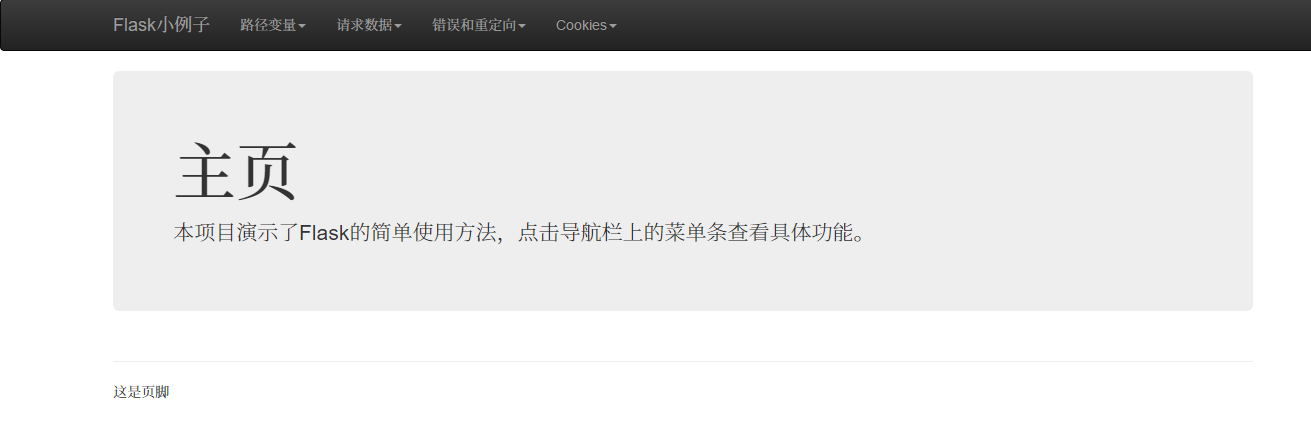 Flask小例子 路径变量 请求数据 错误和重定向 Cookies
主页
本项目演示了Flask的简单使用方法，点击导航栏上的菜单条查看具体功能。
这是页脚